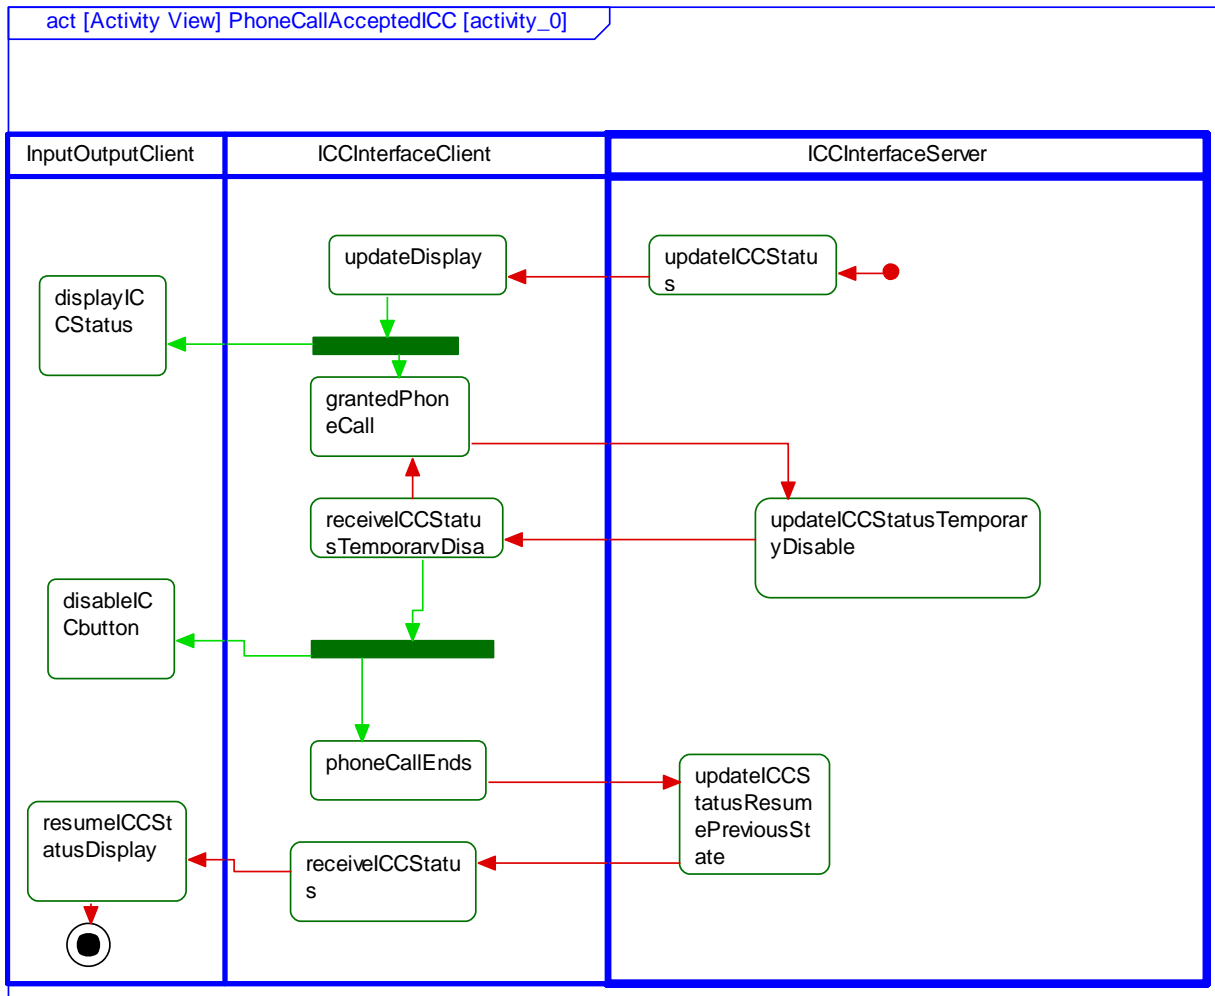 act [Activity View] PhoneCallAcceptedICC [activity_0]
InputOutputClient
ICCInterfaceClient
ICCInterfaceServer
updateDisplay
updateICCStatu
s
displayIC
CStatus
grantedPhon
eCall
receiveICCStatu
sTemporaryDisa
updateICCStatusTemporar
yDisable
disableIC
Cbutton
phoneCallEnds
updateICCS
tatusResum
ePreviousSt
ate
resumeICCSt
atusDisplay
receiveICCStatu
s